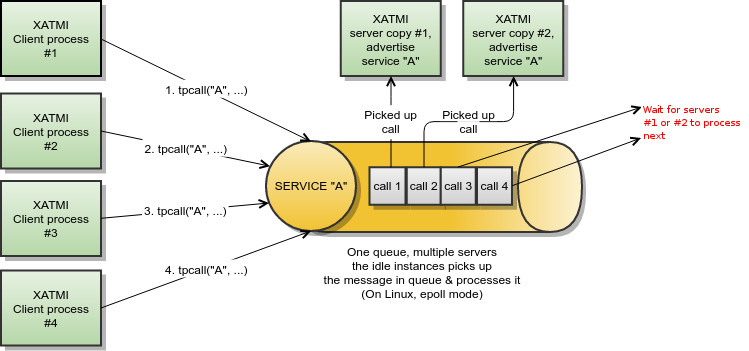 XATMI
Client process
#1
XATMI
server copy #1,
advertise
service "A"
XATMI
server copy #2,
advertise
service "A"
1. tpcall("A", ...)
Picked up
call
Picked up
call
Wait for servers
#1 or #2 to process
next
XATMI
Client process
#2
2. tpcall("A", ...)
SERVICE "A"
call 1
call 2
call 3
call 4
XATMI
Client process
#3
3. tpcall("A", ...)
One queue, multiple servers
the idle instances picks up
the message in queue & processes it
(On Linux, epoll mode)
XATMI
Client process
#4
4. tpcall("A", ...)